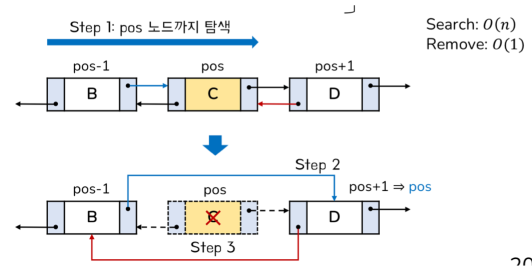 Step 1: pos 노드까지 탐색
Search: O(n)
Remove: O(1)
pos-1
pos
pos+1
B
C
D
Step 2
pos-1
pos
pos+1 ⇒ pos
B
C
D
Step 3